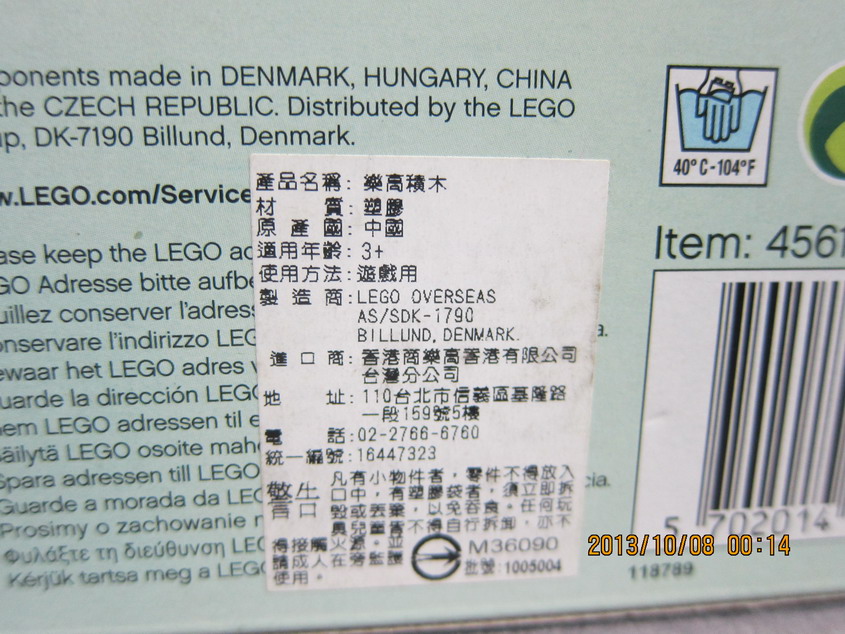 ponents made in DENMARK, HUNGARY, CHINA
the CZECH REPUBLIC. Distributed by the LEGO
up, DK-7190 Billund, Denmark.
w.LEGO.com/Service
ase keep the LEGO ad
GO Adresse bitte aufbe
uillez conserver l'adress
onservare l'indirizzo LEG
ewaar het LEGO adres v
uarde la dirección LEGO
nem LEGO adressen til e
Säilytä LEGO osoite mah
Spara adressen till LEGO
Guarde a morada da LEG
Prosimy o zachowanie n
Φυλάξτε τη διεύθυνση LEG
Kérjük tartsa meg a LEGO
a.
cia.
產品名稱: 樂高積木
材 質: 塑膠
原產國: 中國
適用年齡: 3+
使用方法: 遊戲用
製造商: LEGO OVERSEAS
AS/SDK-1790
BILLUND, DENMARK.
進口商: 香港商樂高香港有限公司
台灣分公司
地 址: 110台北市信義區基隆路
一段159號5樓
電 話: 02-2766-6760
統一編號: 16447323
警告
凡有小物件者,零件不得放入
口中,有塑膠袋者,須立即拆
毀或丟棄,以免吞食。任何玩
具兒童皆不得自行拆卸,亦不
得接觸火源。並
請成人在旁監護
使用。
M36090
批號: 1005004
40°C-104°F
Item: 4561
5 702014
118789
2013/10/08 00:14